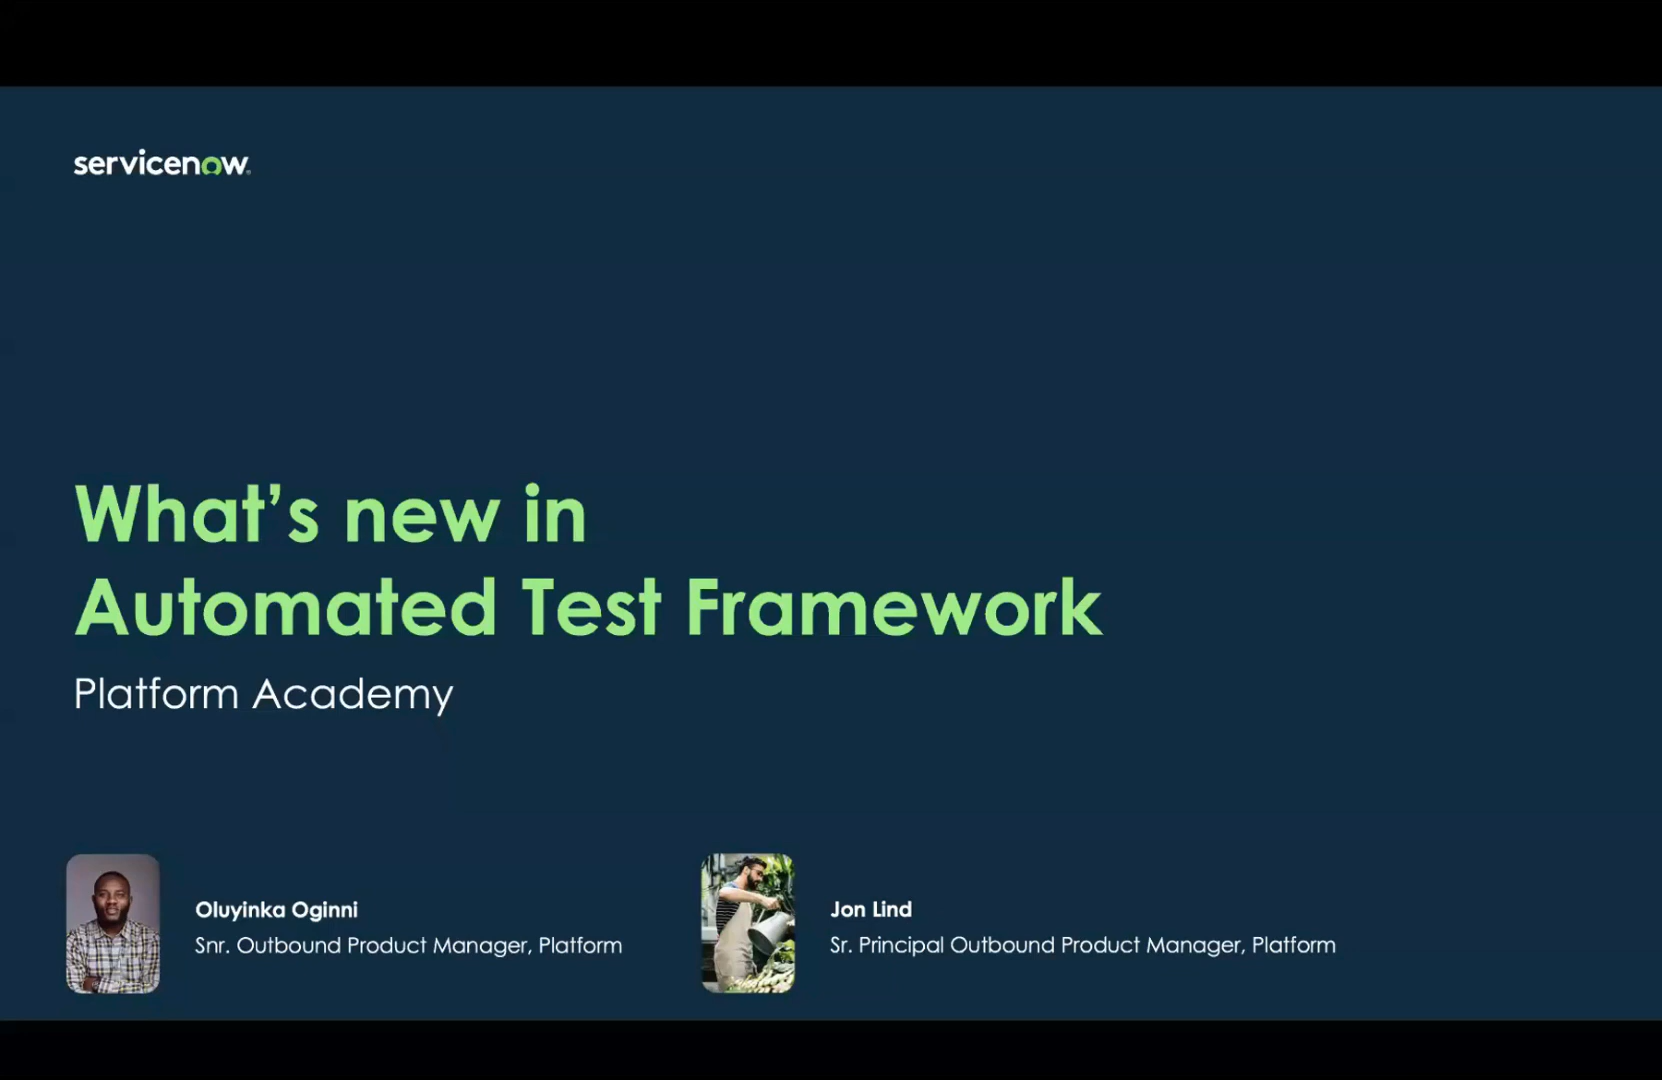 servicenow
What's new in
Automated Test Framework
Platform Academy
Oluyinka Oginni
Snr. Outbound Product Manager, Platform
Jon Lind
Sr. Principal Outbound Product Manager, Platform